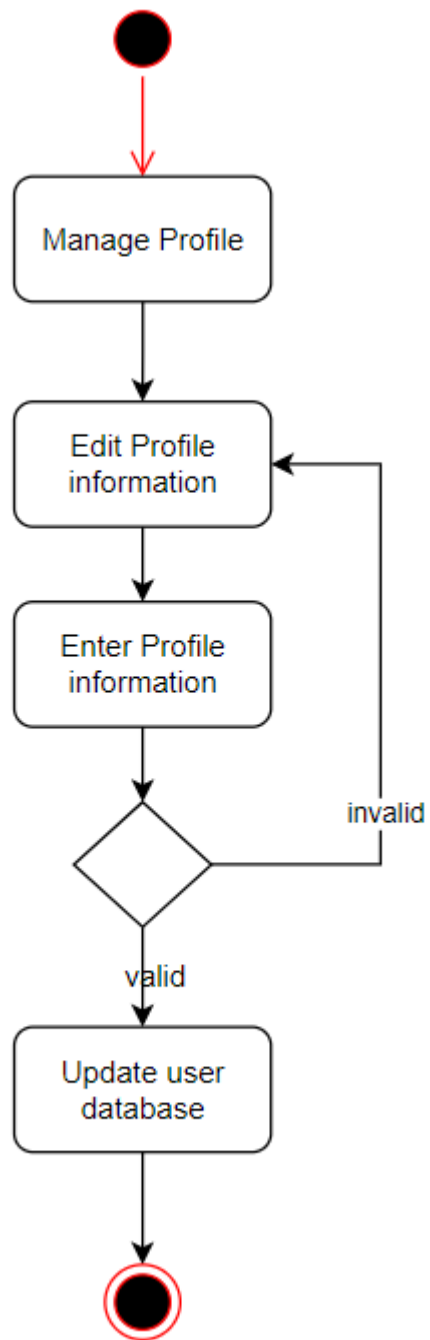 Manage Profile
Edit Profile
information
Enter Profile
information
invalid
valid
Update user
database